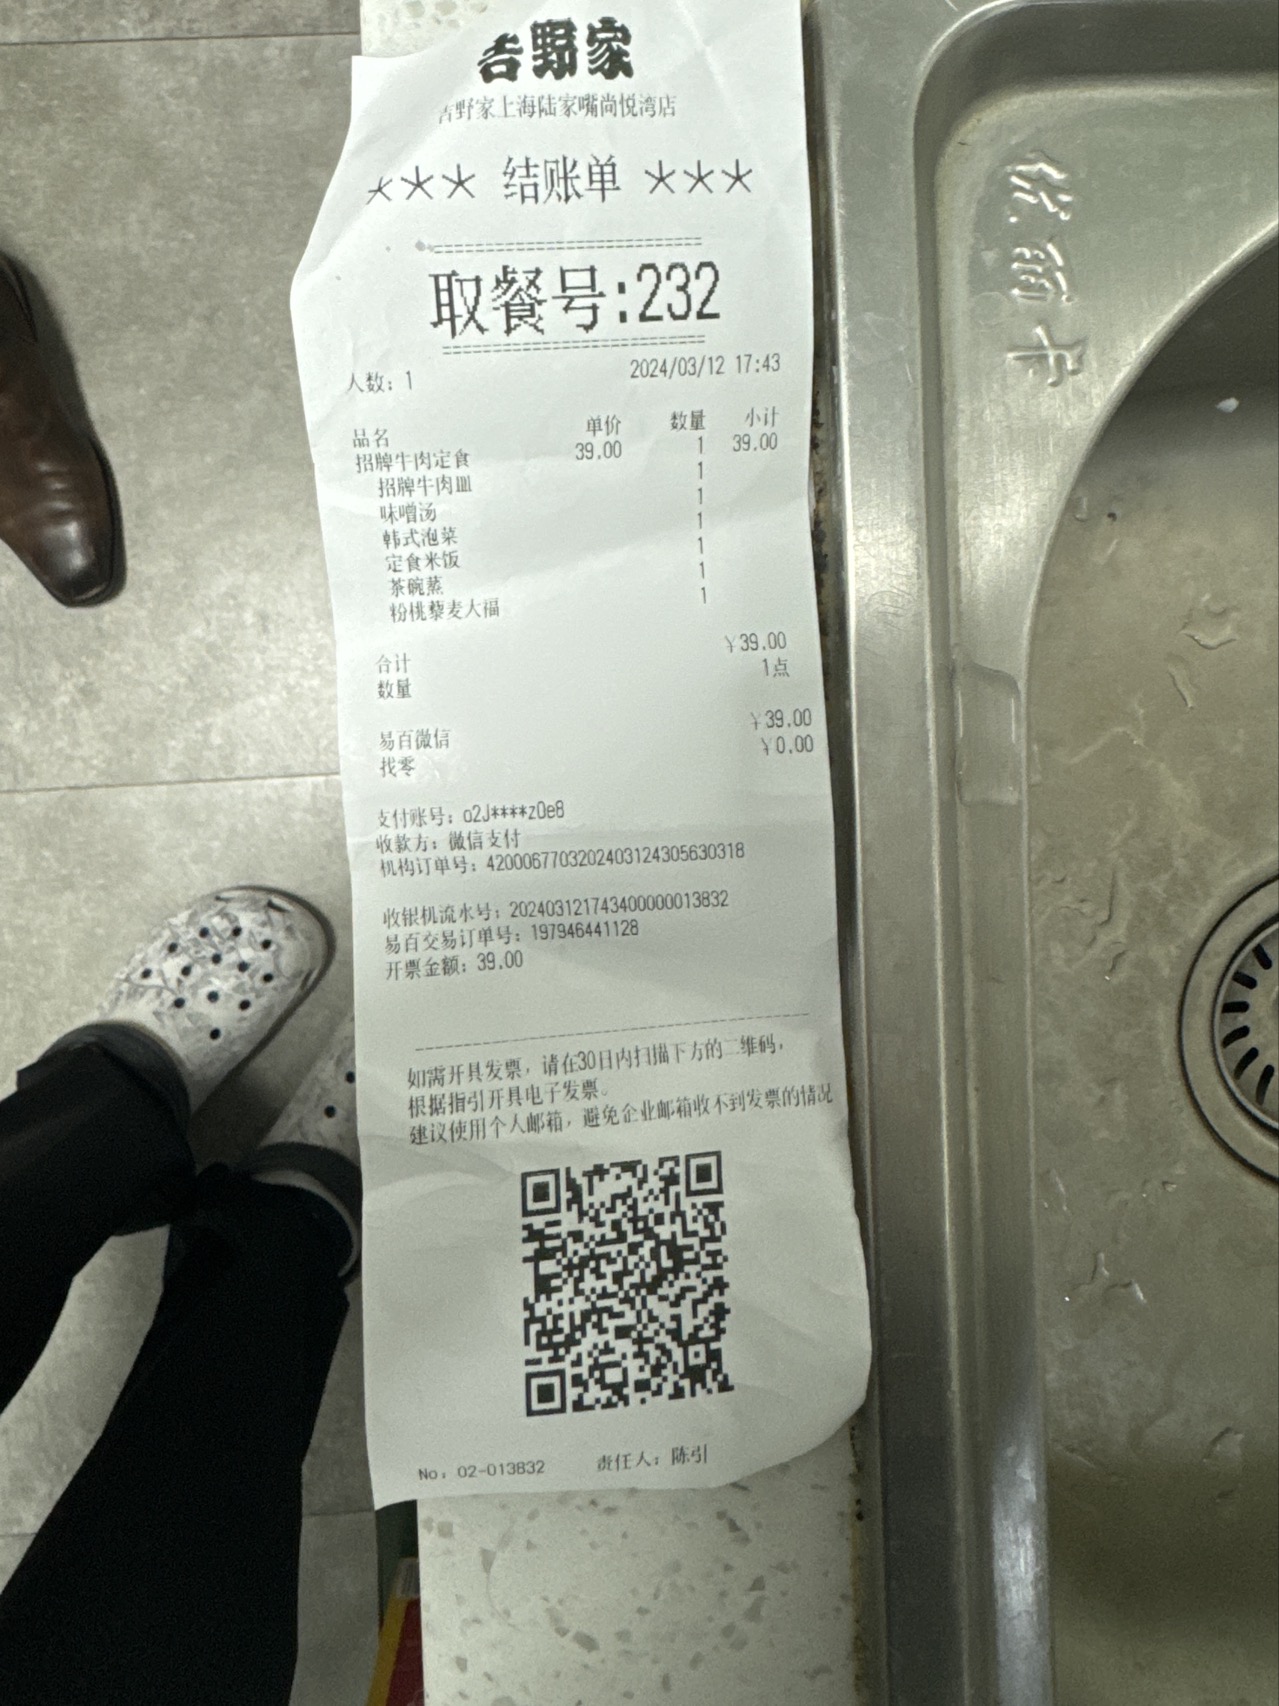 吉野家
吉野家上海陆家嘴尚悦湾店
*** 结账单 ***
============================
取餐号:232
============================
人数: 1 2024/03/12 17:43
品名 单价 数量 小计
招牌牛肉定食 39.00 1 39.00
招牌牛肉皿 1
味噌汤 1
韩式泡菜 1
定食米饭 1
茶碗蒸 1
粉桃藜麦大福 1
合计 ¥39.00
数量 1点
易百微信 ¥39.00
找零 ¥0.00
支付账号: o2J****z0e8
收款方: 微信支付
机构订单号: 4200067703202403124305630318
收银机流水号: 202403121743400000013832
易百交易订单号: 197946441128
开票金额: 39.00
--------------------------------
如需开具发票, 请在30日内扫描下方的二维码,
根据指引开具电子发票。
建议使用个人邮箱, 避免企业邮箱收不到发票的情况
No: 02-013832 责任人: 陈引